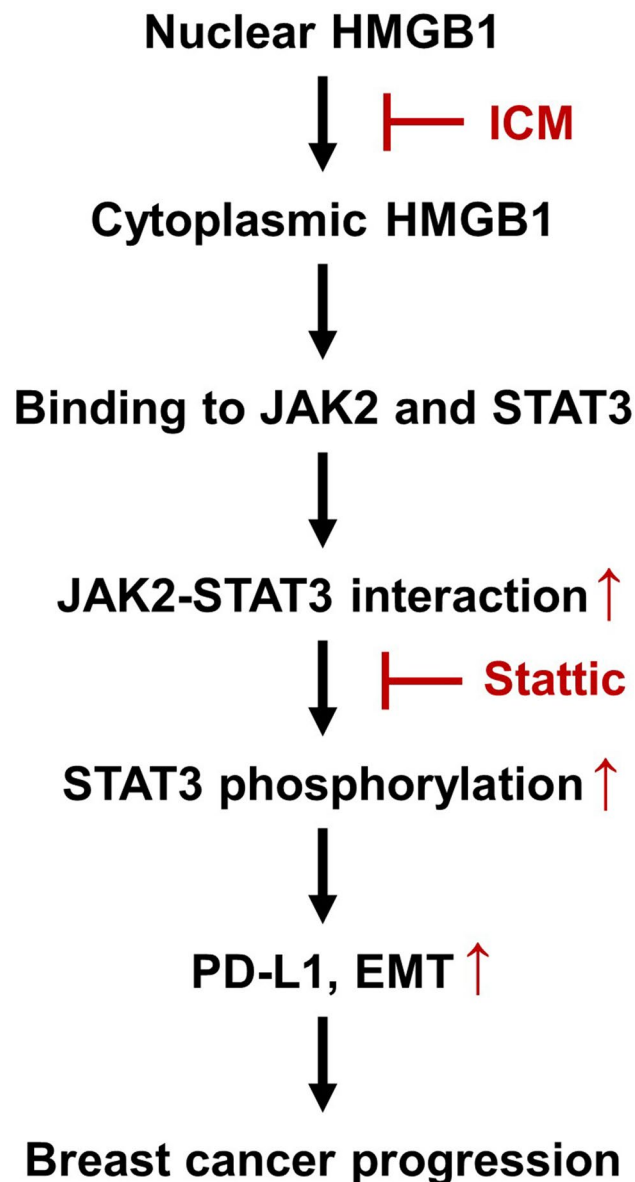 Nuclear HMGB1
ICM
Cytoplasmic HMGB1
Binding to JAK2 and STAT3
JAK2-STAT3 interaction↑
Stattic
STAT3 phosphorylation↑
PD-L1, EMT↑
Breast cancer progression